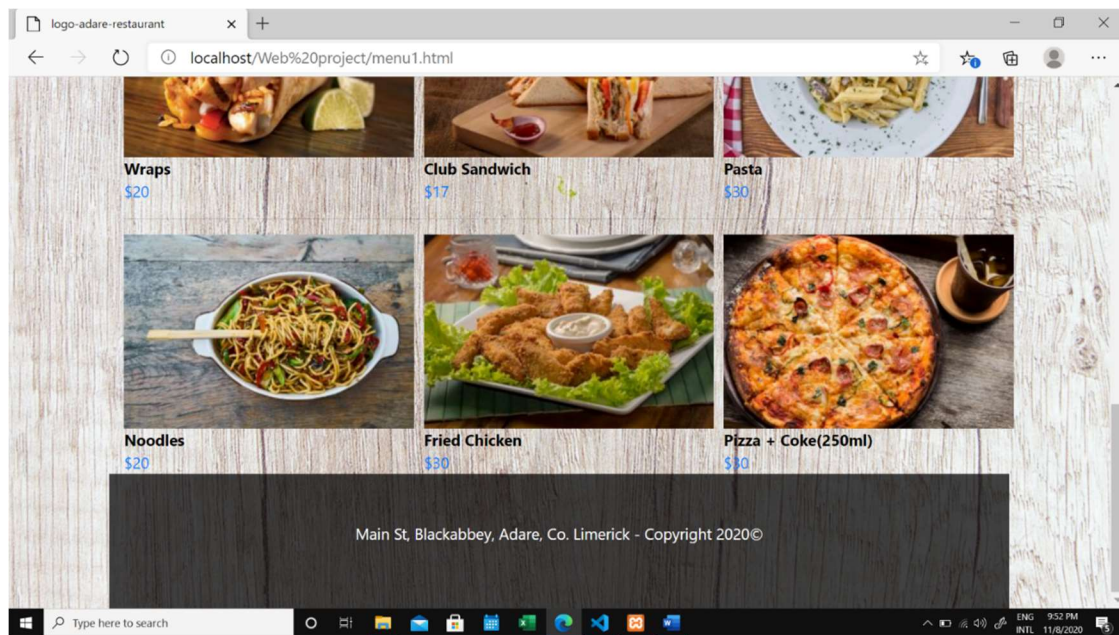 logo-adare-restaurant
localhost/Web%20project/menu1.html
Wraps Club Sandwich Pasta
$20 $17 $30
Noodles Fried Chicken Pizza + Coke(250ml)
$20 $30 $30
Main St, Blackabbey, Adare, Co. Limerick - Copyright 2020©
Type here to search
ENG 9:52 PM
INTL 11/8/2020